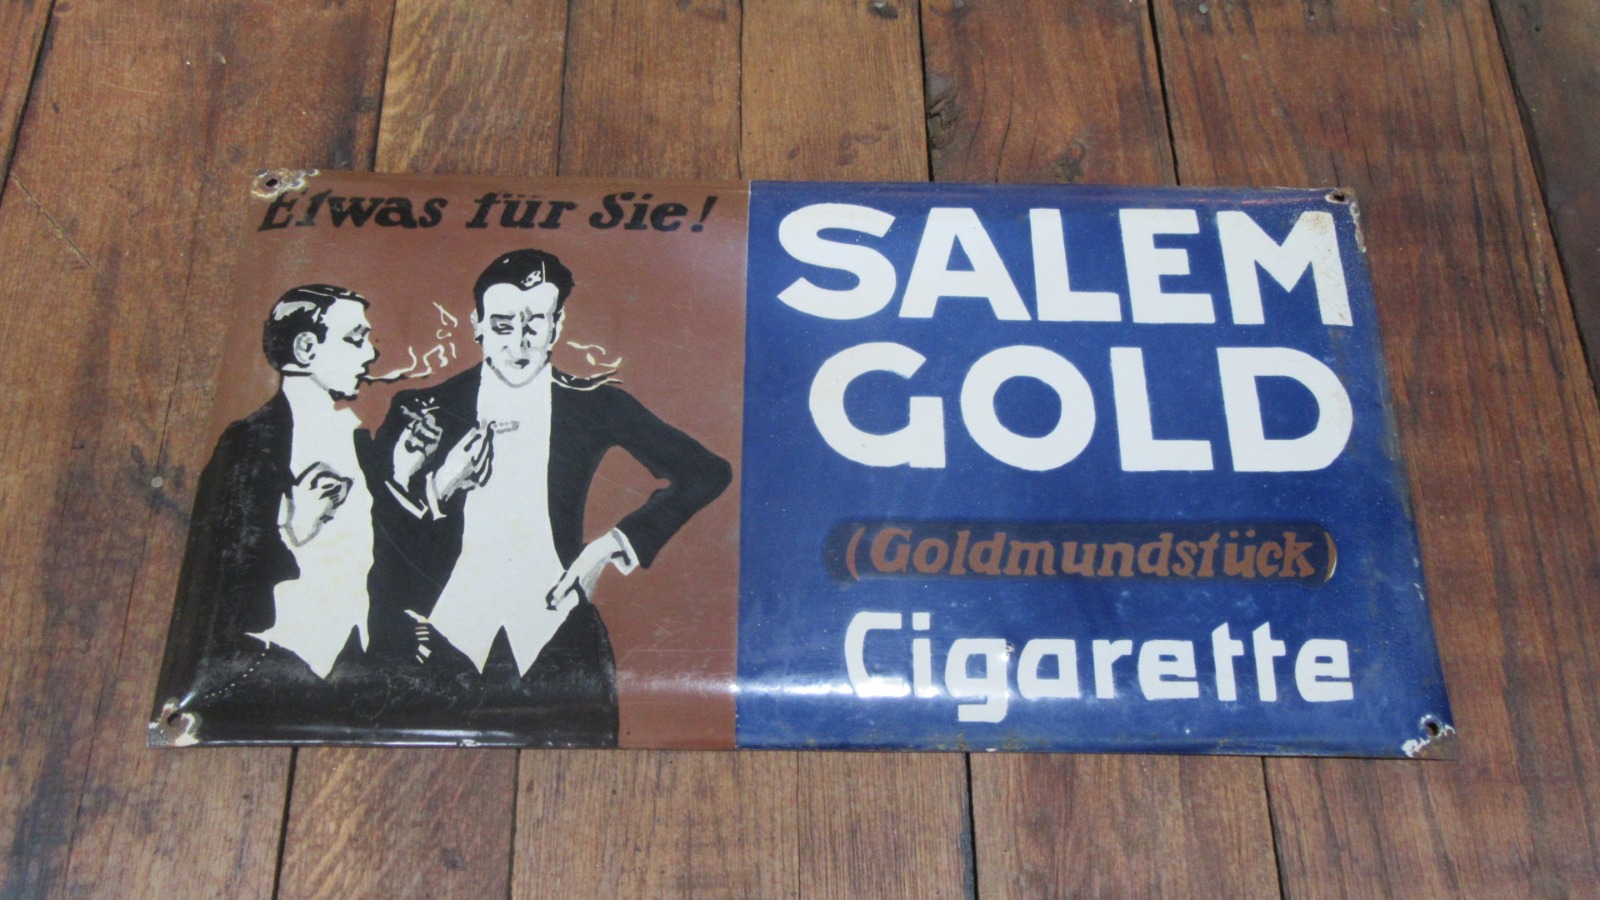 Etwas für Sie!
SALEM
GOLD
(Goldmundstück)
Cigarette